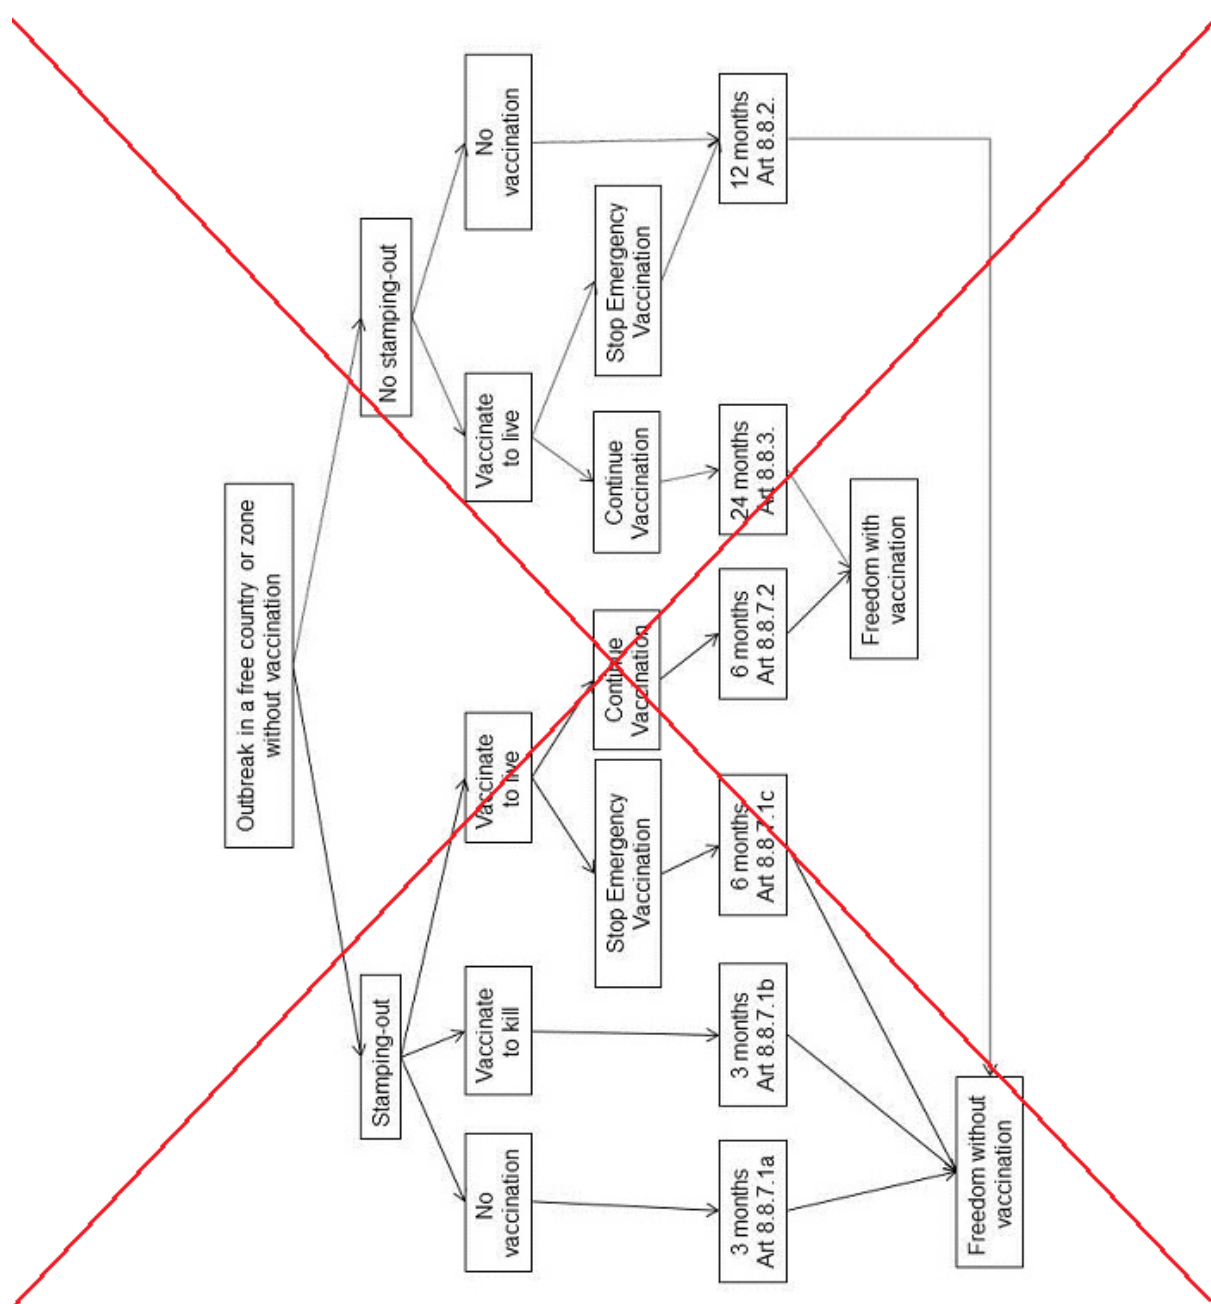 Outbreak in a free country or zone
without vaccination
Stamping-out
No stamping-out
No
vaccination
Vaccinate
to kill
Vaccinate
to live
Vaccinate
to live
No
vaccination
Stop Emergency
Vaccination
Continue
Vaccination
Continue
Vaccination
Stop Emergency
Vaccination
3 months
Art 8.8.7.1a
3 months
Art 8.8.7.1b
6 months
Art 8.8.7.1c
6 months
Art 8.8.7.2
24 months
Art 8.8.3.
12 months
Art 8.8.2.
Freedom with
vaccination
Freedom without
vaccination